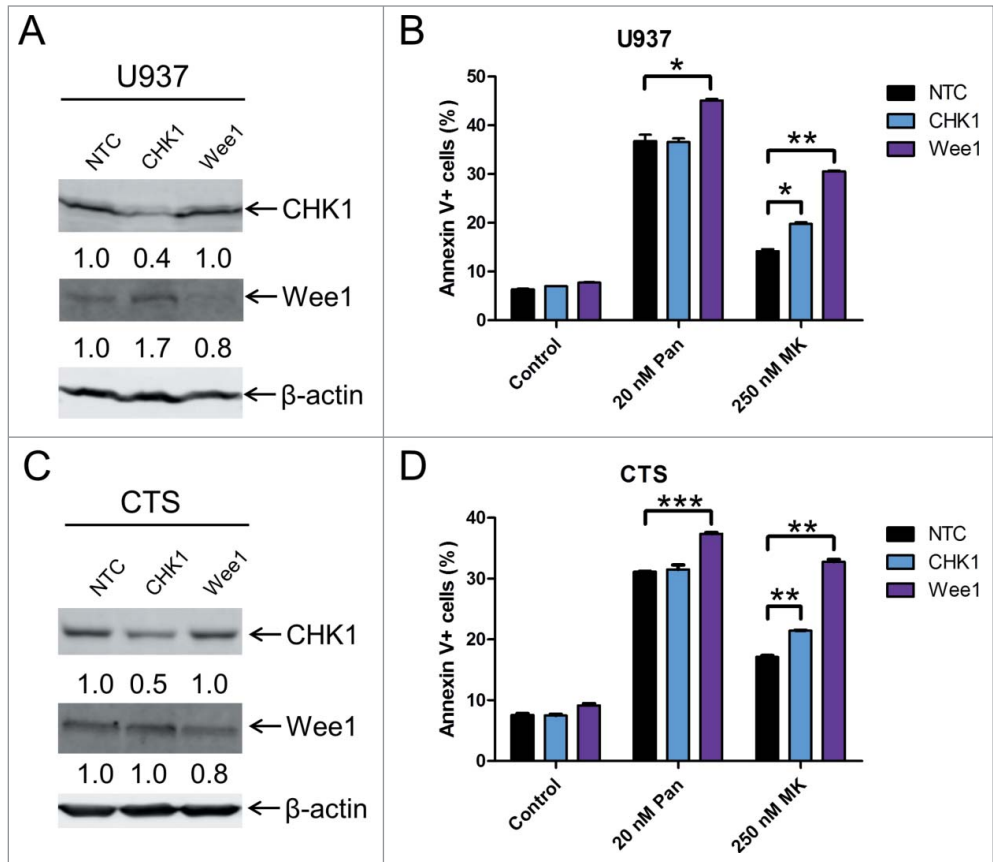 A
U937
NTC CHK1 Wee1
CHK1
1.0 0.4 1.0
Wee1
1.0 1.7 0.8
β-actin
B
U937
Annexin V+ cells (%)
50
40
30
20
10
0
*
**
*
Control
20 nM Pan
250 nM MK
NTC
CHK1
Wee1
C
CTS
NTC CHK1 Wee1
CHK1
1.0 0.5 1.0
Wee1
1.0 1.0 0.8
β-actin
D
CTS
Annexin V+ cells (%)
40
30
20
10
0
***
**
**
Control
20 nM Pan
250 nM MK
NTC
CHK1
Wee1